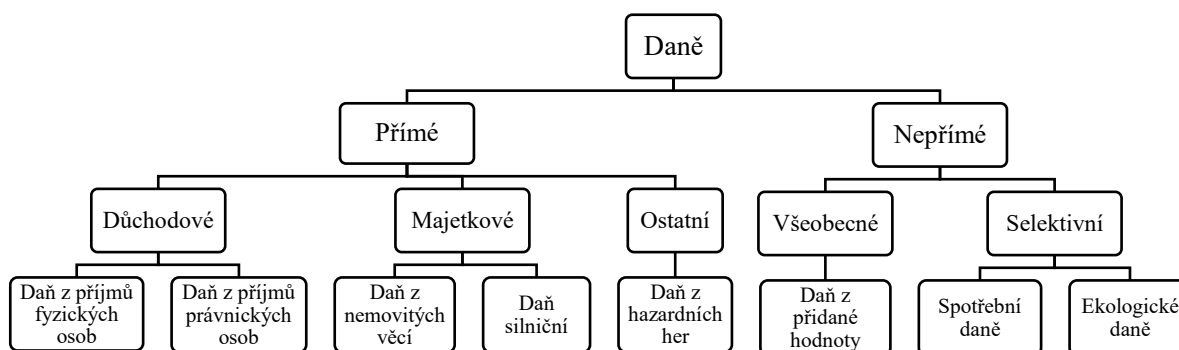 Daně
Přímé
Nepřímé
Důchodové
Majetkové
Ostatní
Všeobecné
Selektivní
Daň z příjmů
fyzických
osob
Daň z příjmů
právnických
osob
Daň z
nemovitých
věcí
Daň
silniční
Daň z
hazardních
her
Daň z
přidané
hodnoty
Spotřební
daně
Ekologické
daně